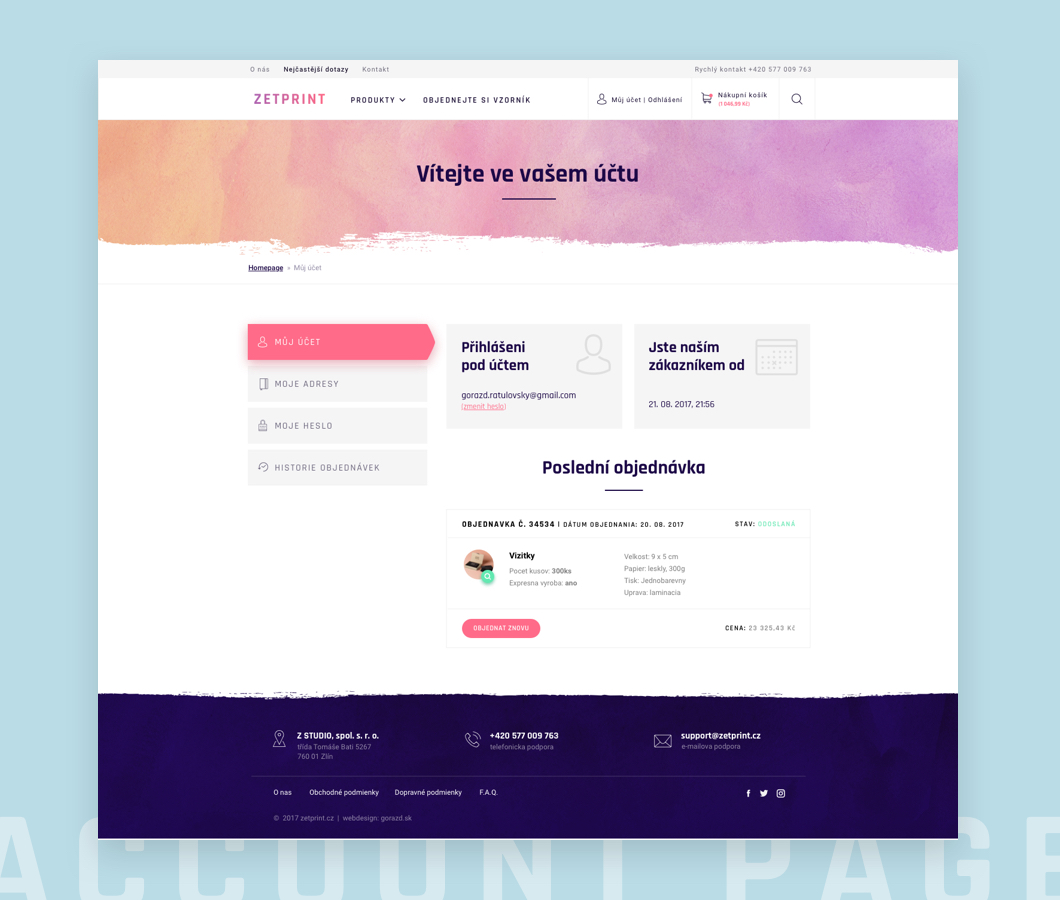 O nás Nejčastější dotazy Kontakt Rychlý kontakt +420 577 009 763
ZETPRINT PRODUKTY OBJEDNEJTE SI VZORNÍK Můj účet | Odhlášení Nákupní košík
(1 046,99 Kč)
Vítejte ve vašem účtu
Homepage » Můj účet
MŮJ ÚČET
MOJE ADRESY
MOJE HESLO
HISTORIE OBJEDNÁVEK
Přihlášeni
pod účtem
gorazd.ratulovsky@gmail.com
(zmenit heslo)
Jste naším
zákazníkem od
21. 08. 2017, 21:56
Poslední objednávka
OBJEDNAVKA Č. 34534 | DÁTUM OBJEDNANIA: 20. 08. 2017 STAV: ODOSLANÁ
Vizitky
Pocet kusov: 300ks
Expresna vyroba: ano
Velkost: 9 x 5 cm
Papier: leskly, 300g
Tisk: Jednobarevny
Uprava: laminacia
OBJEDNAT ZNOVU CENA: 23 325,43 Kč
Z STUDIO, spol. s. r. o.
třída Tomáše Bati 5267
760 01 Zlín
+420 577 009 763
telefonicka podpora
support@zetprint.cz
e-mailova podpora
O nas Obchodné podmienky Dopravné podmienky F.A.Q.
© 2017 zetprint.cz | webdesign: gorazd.sk
ACCOUNT PAGE